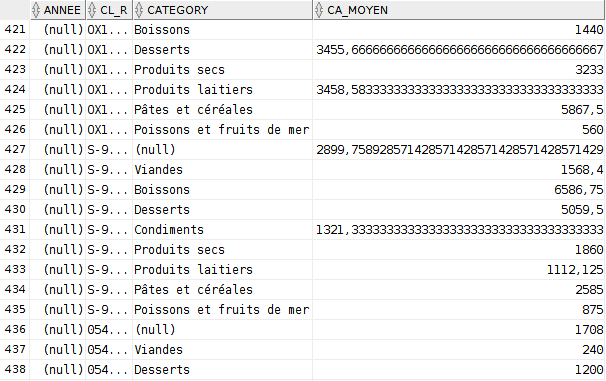 ANNEE CL_R CATEGORY CA_MOYEN
421 (null) OX1... Boissons 1440
422 (null) OX1... Desserts 3455,666666666666666666666666666666666667
423 (null) OX1... Produits secs 3233
424 (null) OX1... Produits laitiers 3458,583333333333333333333333333333333333
425 (null) OX1... Pâtes et céréales 5867,5
426 (null) OX1... Poissons et fruits de mer 560
427 (null) S-9... (null) 2899,758928571428571428571428571428571429
428 (null) S-9... Viandes 1568,4
429 (null) S-9... Boissons 6586,75
430 (null) S-9... Desserts 5059,5
431 (null) S-9... Condiments 1321,333333333333333333333333333333333333
432 (null) S-9... Produits secs 1860
433 (null) S-9... Produits laitiers 1112,125
434 (null) S-9... Pâtes et céréales 2585
435 (null) S-9... Poissons et fruits de mer 875
436 (null) 054... (null) 1708
437 (null) 054... Viandes 240
438 (null) 054... Desserts 1200